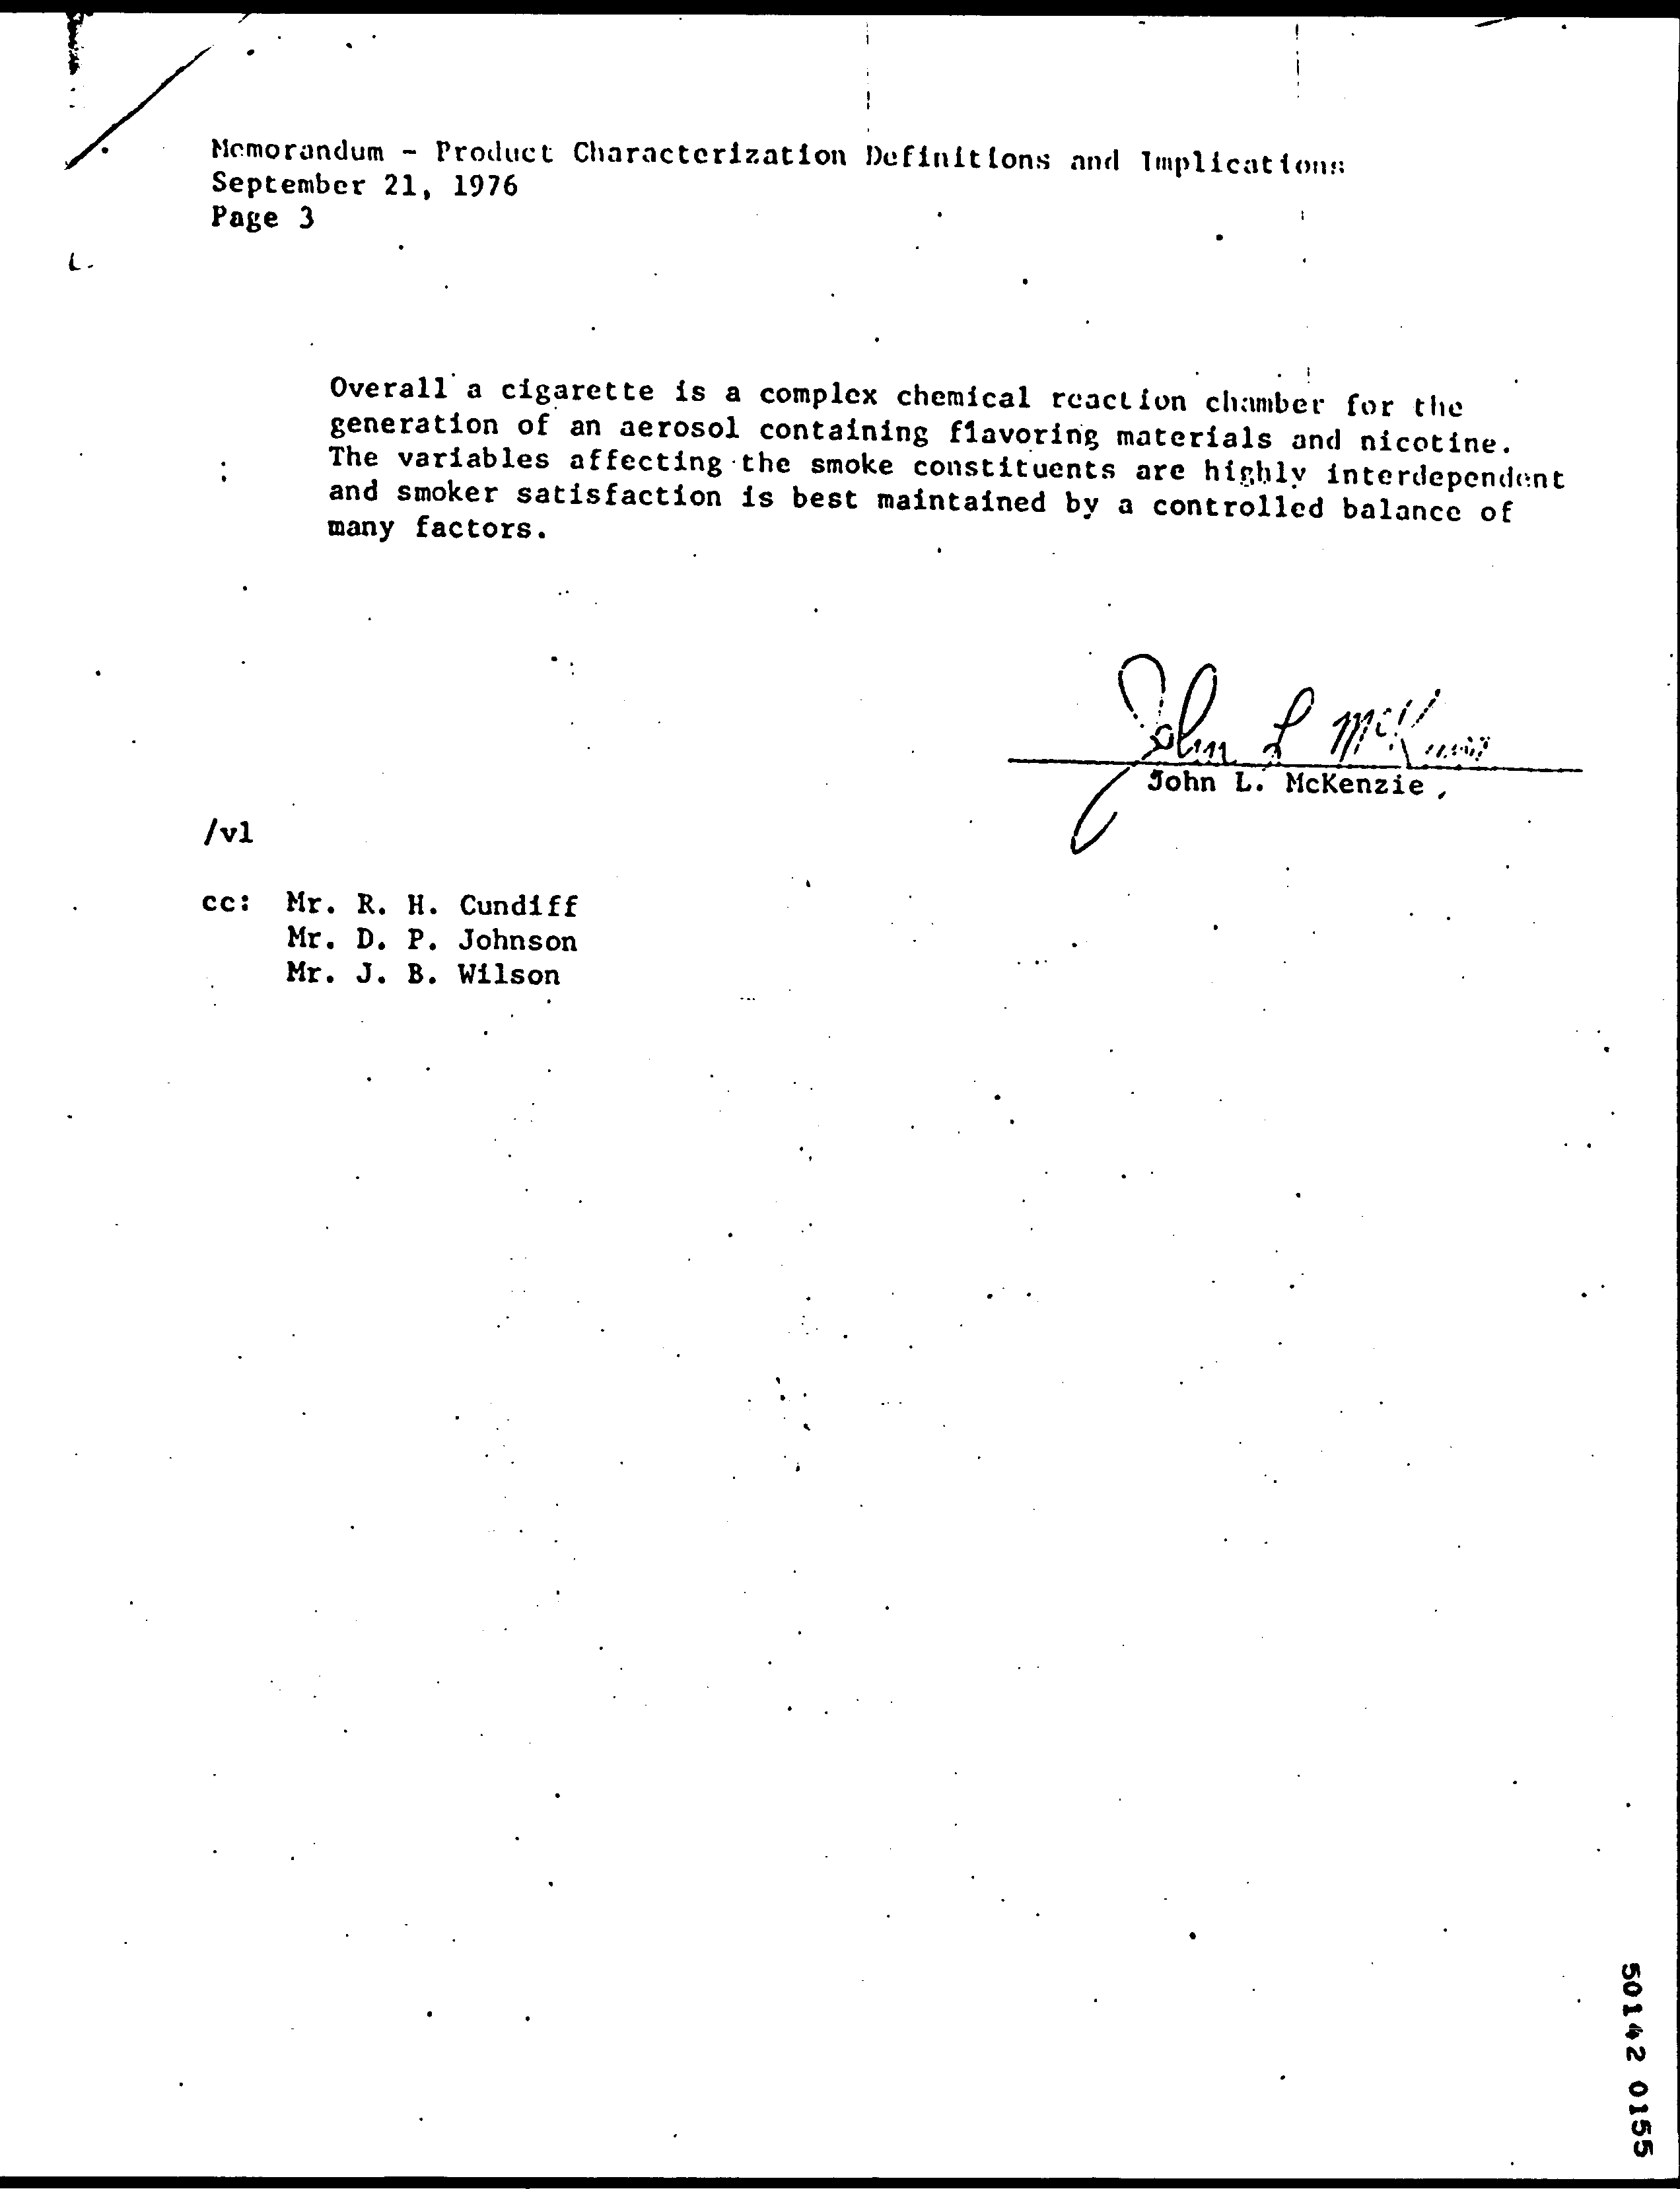 Memorandum - Product Characterization Definitions and Implications
September 21, 1976
Page 3
Overall a cigarette is a complex chemical reaction chamber for the
generation of an aerosol containing flavoring materials and nicotine.
The variables affecting the smoke constituents are highly interdependent
and smoker satisfaction is best maintained by a controlled balance of
many factors.
John L McKenzie
John L. McKenzie
/vl
cc: Mr. R. H. Cundiff
Mr. D. P. Johnson
Mr. J. B. Wilson
50142 0155